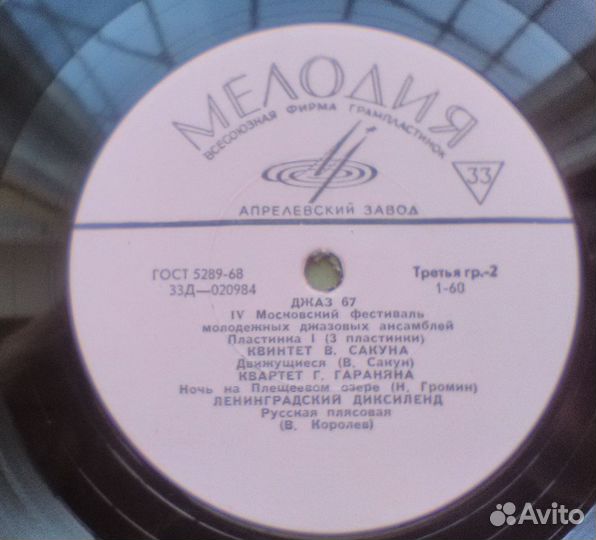 МЕЛОДИЯ
ВСЕСОЮЗНАЯ ФИРМА ГРАМПЛАСТИНОК
33
АПРЕЛЕВСКИЙ ЗАВОД
ГОСТ 5289-68
Третья гр.-2
33Д—020984
1-60
ДЖАЗ 67
IV Московский фестиваль
молодежных джазовых ансамблей
Пластинка I (3 пластинки)
КВИНТЕТ В. САКУНА
Движущиеся (В. Сакун)
КВАРТЕТ Г. ГАРАНЯНА
Ночь на Плещеевом озере (Н. Громин)
ЛЕНИНГРАДСКИЙ ДИКСИЛЕНД
Русская плясовая
(В. Королев)
Avito